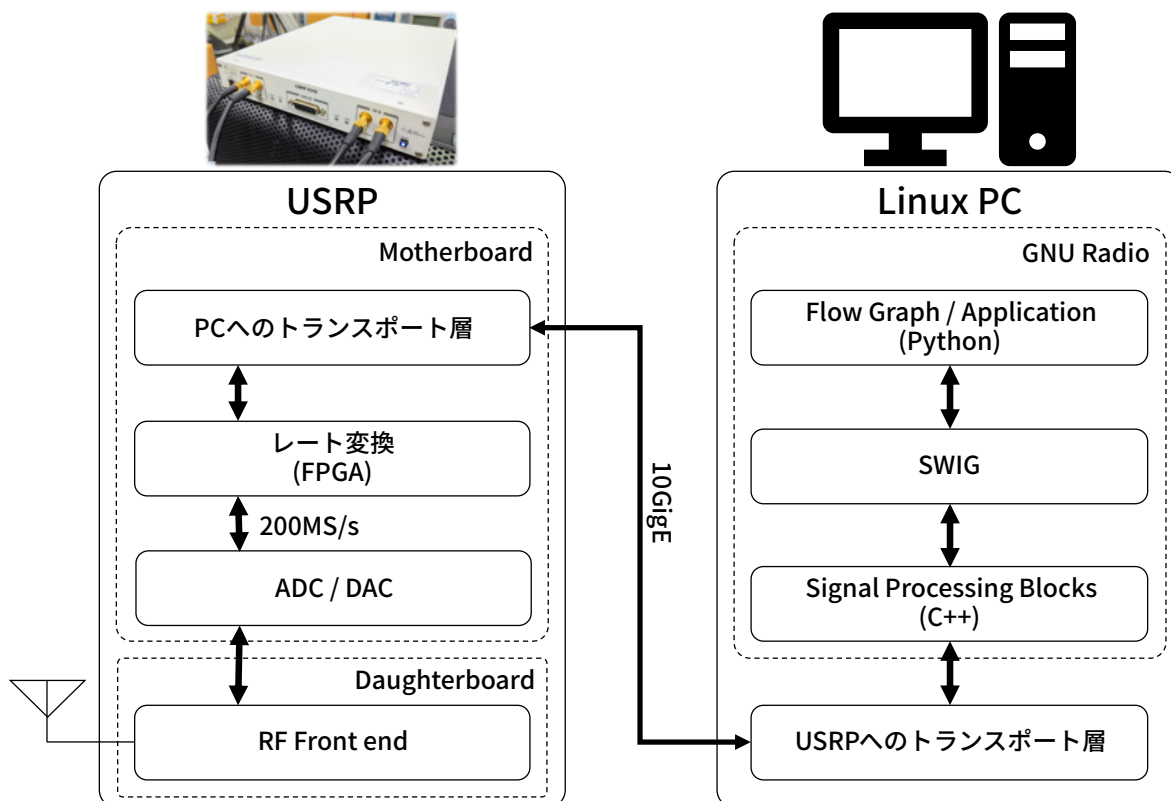 USRP
Motherboard
PCへのトランスポート層
レート変換
(FPGA)
200MS/s
ADC / DAC
Daughterboard
RF Front end
10GigE
Linux PC
GNU Radio
Flow Graph / Application
(Python)
SWIG
Signal Processing Blocks
(C++)
USRPへのトランスポート層